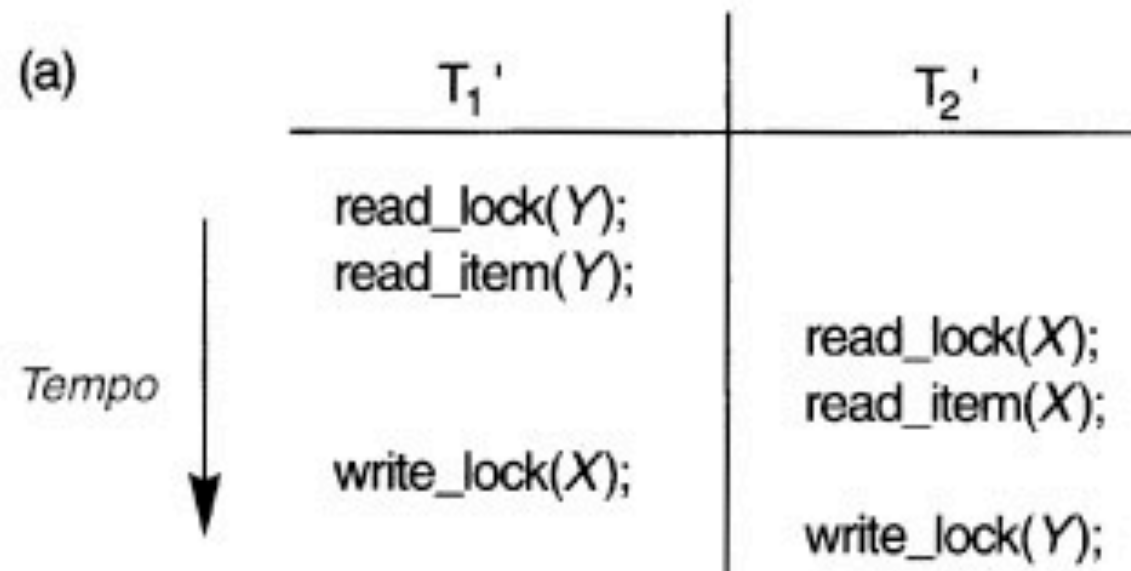 (a)
T₁' T₂'
read_lock(Y);
read_item(Y);
read_lock(X);
Tempo
read_item(X);
write_lock(X);
write_lock(Y);